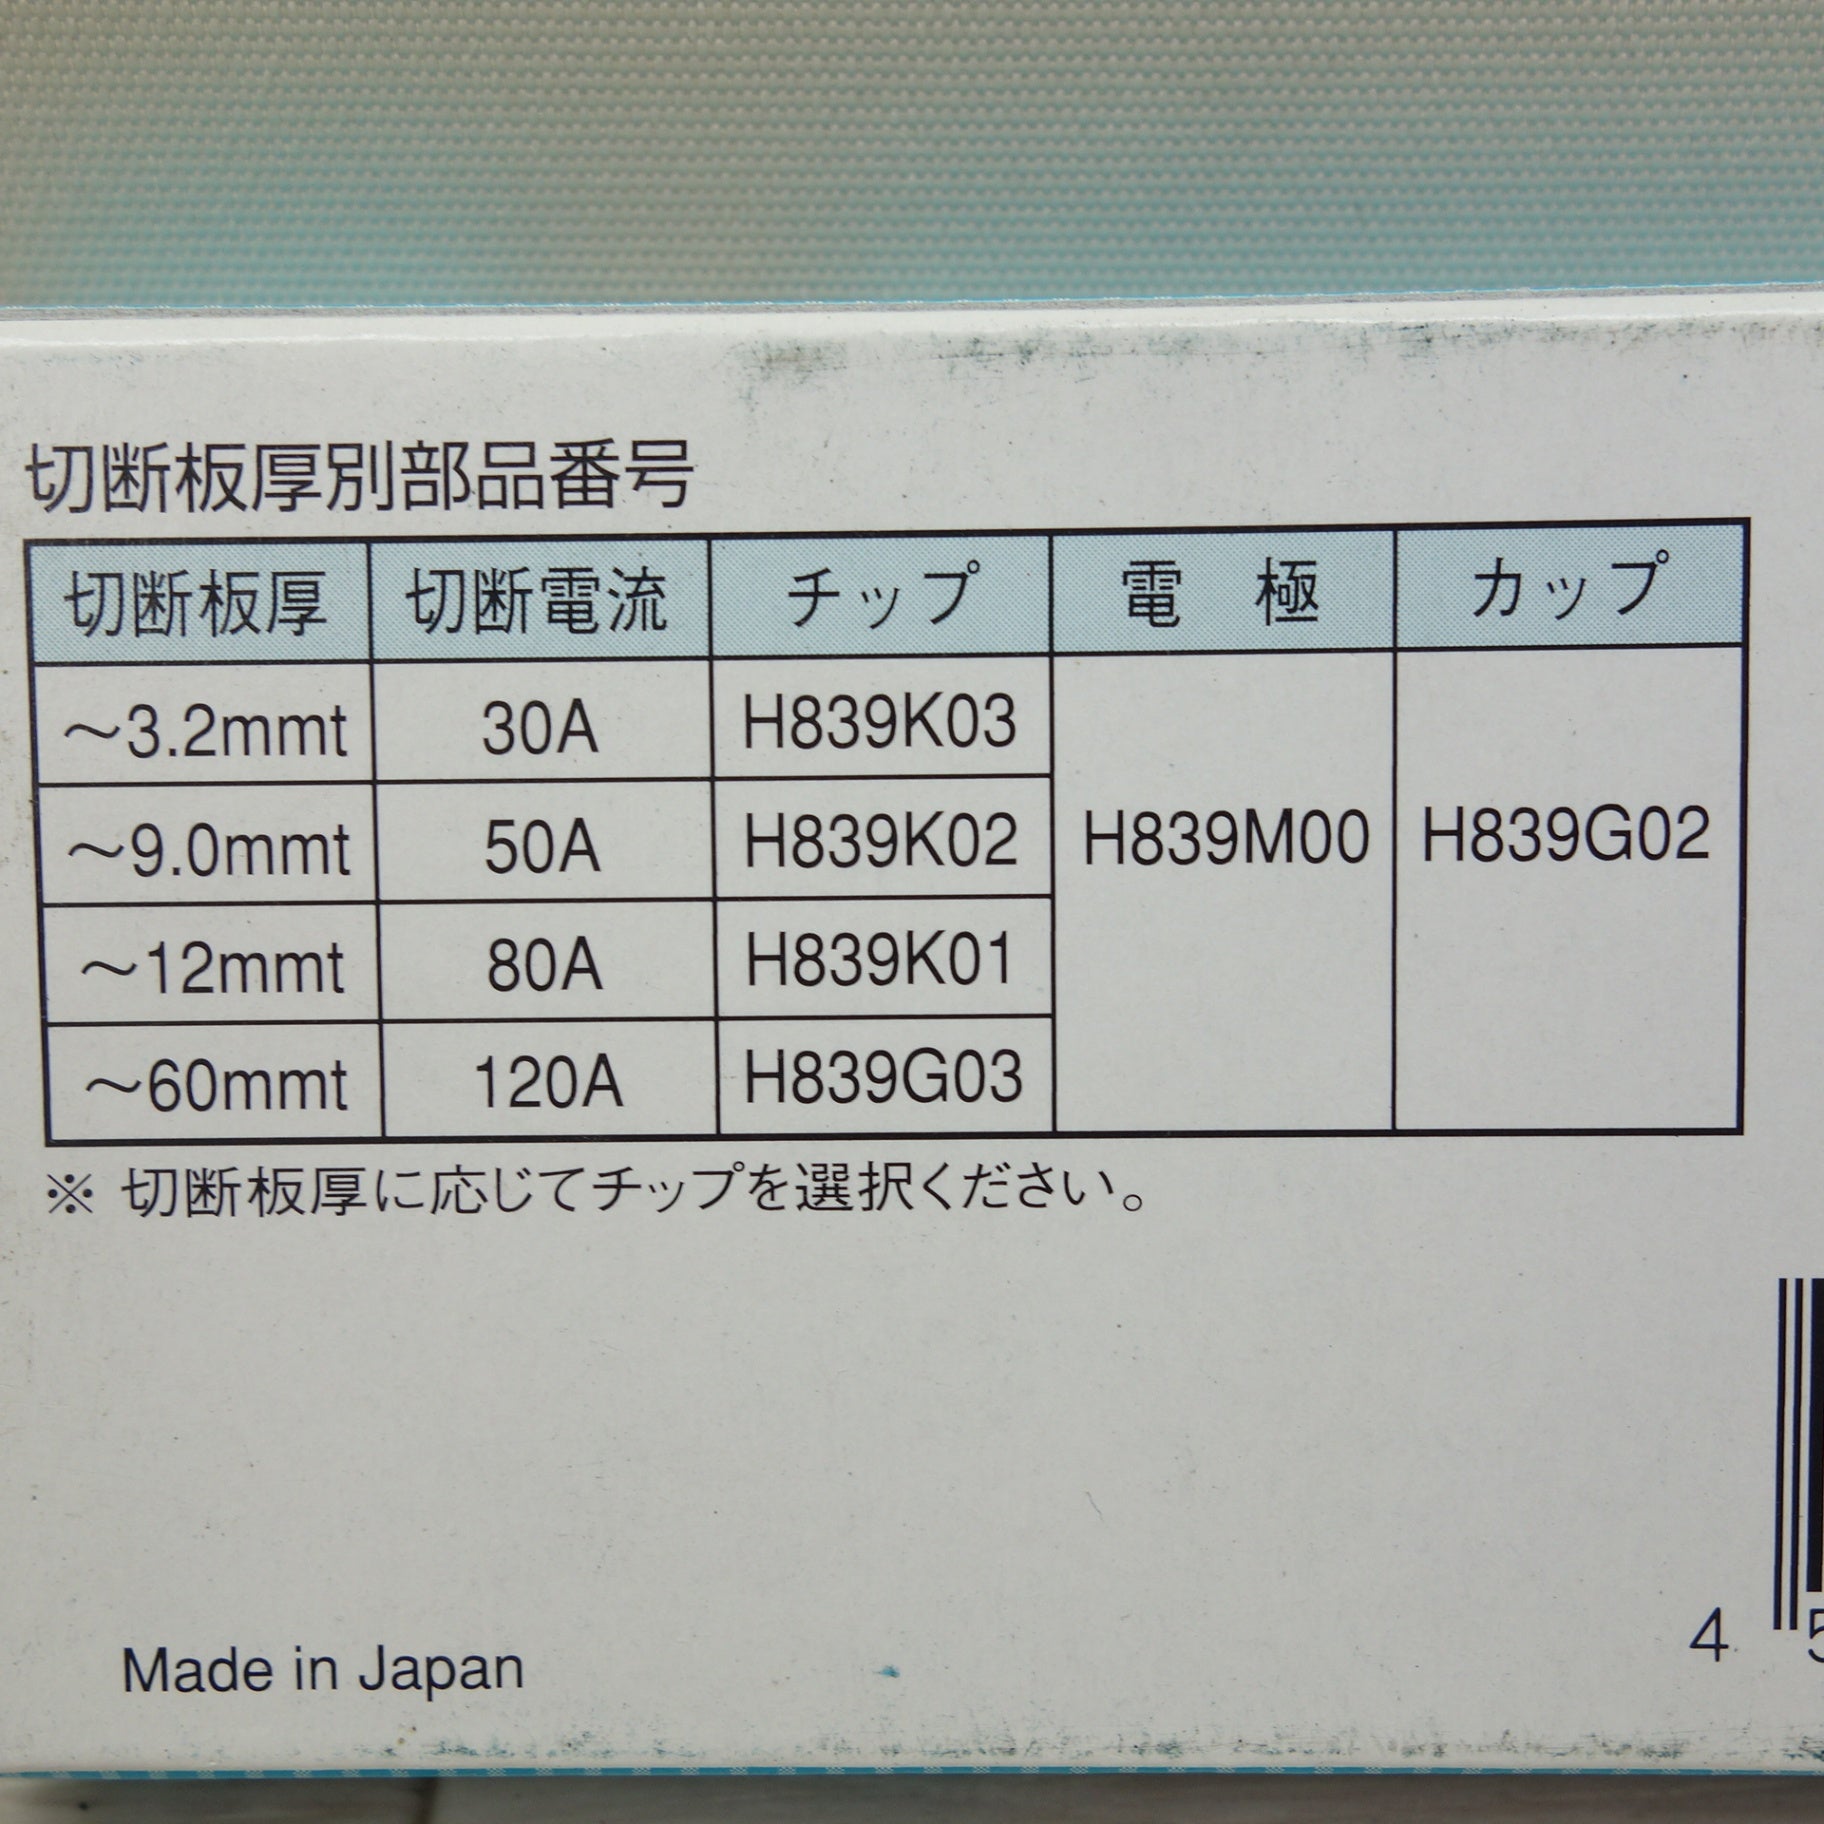 切断板厚別部品番号
切断板厚 切断電流 チップ 電極 カップ
～3.2mmt 30A H839K03
～9.0mmt 50A H839K02 H839M00 H839G02
～12mmt 80A H839K01
～60mmt 120A H839G03
※ 切断板厚に応じてチップを選択ください。
Made in Japan
4